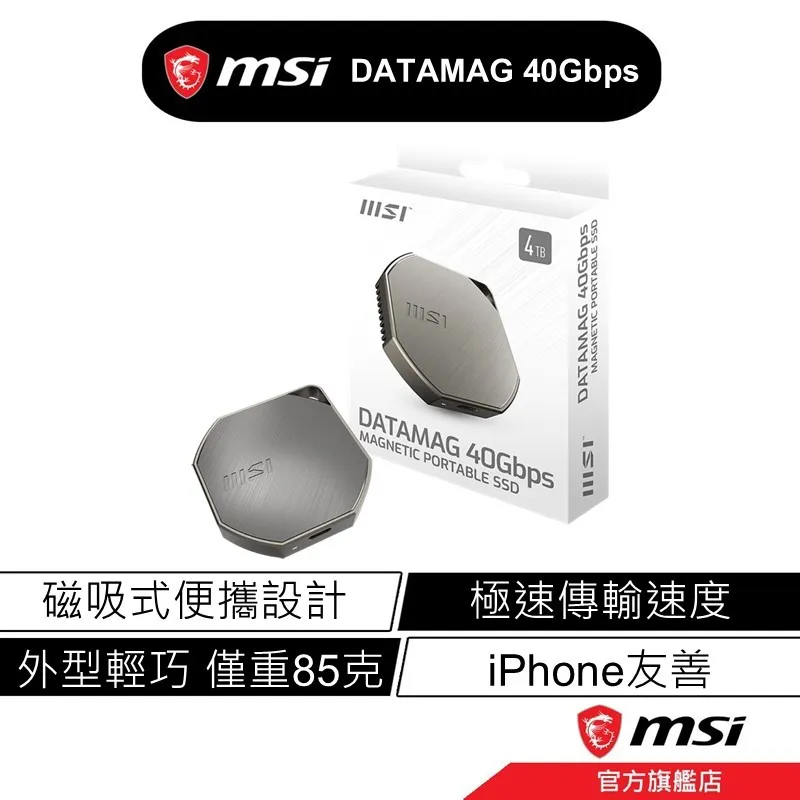 msi DATAMAG 40Gbps
msi
4TB
DATAMAG 40Gbps
MAGNETIC PORTABLE SSD
DATAMAG 40Gbps
MAGNETIC PORTABLE SSD
msi
msi
msi
磁吸式便攜設計
極速傳輸速度
外型輕巧 僅重85克
iPhone友善
msi
官方旗艦店